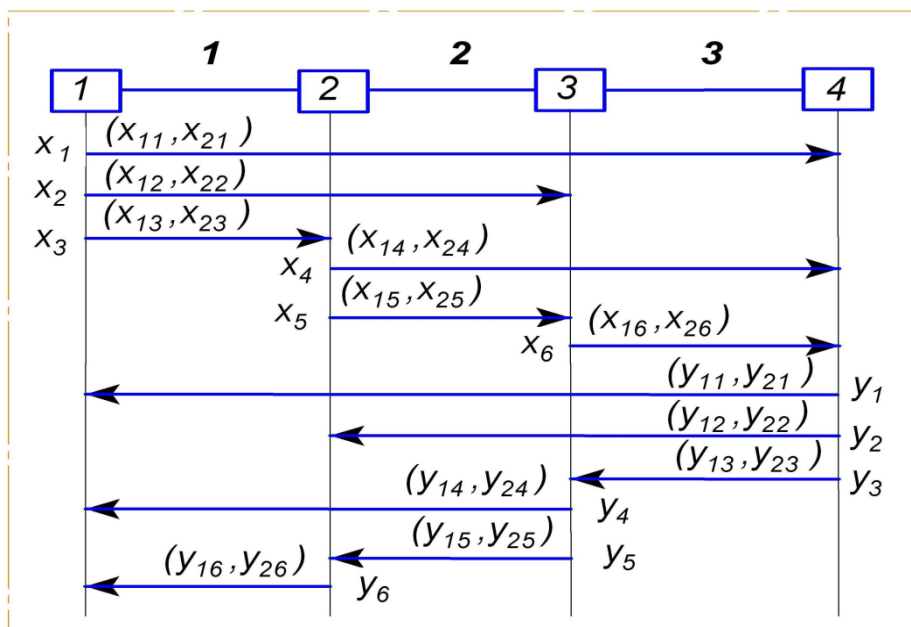 1 2 3
1 2 3 4
x₁ (x₁₁,x₂₁)
x₂ (x₁₂,x₂₂)
x₃ (x₁₃,x₂₃)
x₄ (x₁₄,x₂₄)
x₅ (x₁₅,x₂₅)
x₆ (x₁₆,x₂₆)
(y₁₁,y₂₁) y₁
(y₁₂,y₂₂) y₂
(y₁₃,y₂₃) y₃
(y₁₄,y₂₄) y₄
(y₁₅,y₂₅) y₅
(y₁₆,y₂₆) y₆